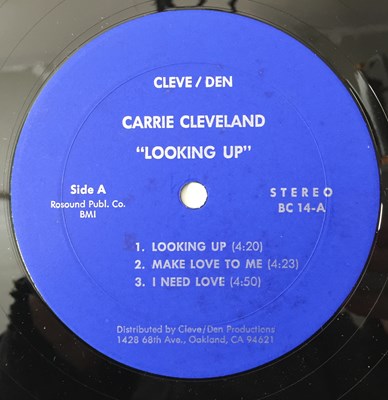 CLEVE / DEN
CARRIE CLEVELAND
"LOOKING UP"
Side A
Rosound Publ. Co.
BMI
STEREO
BC 14-A
1. LOOKING UP (4:20)
2. MAKE LOVE TO ME (4:23)
3. I NEED LOVE (4:50)
Distributed by Cleve/Den Productions
1428 68th Ave., Oakland, CA 94621